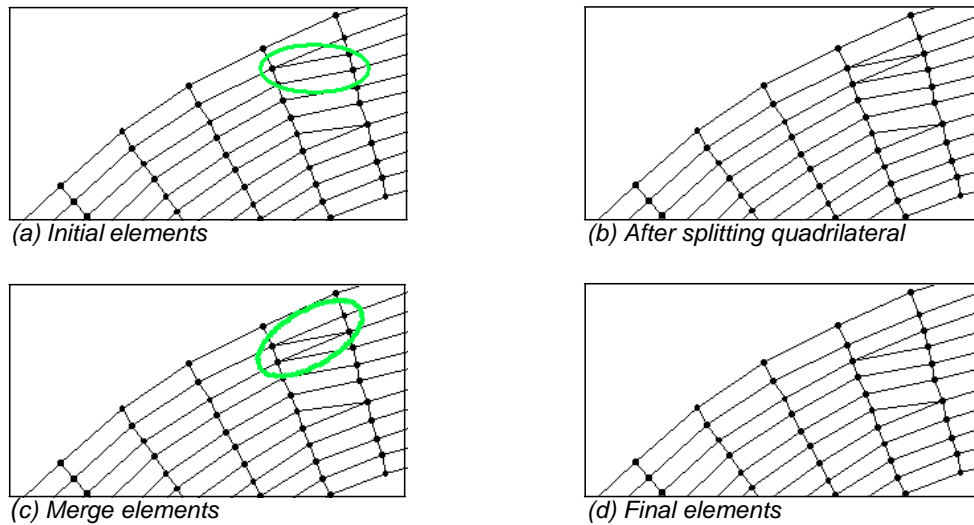 (a) Initial elements
(b) After splitting quadrilateral
(c) Merge elements
(d) Final elements